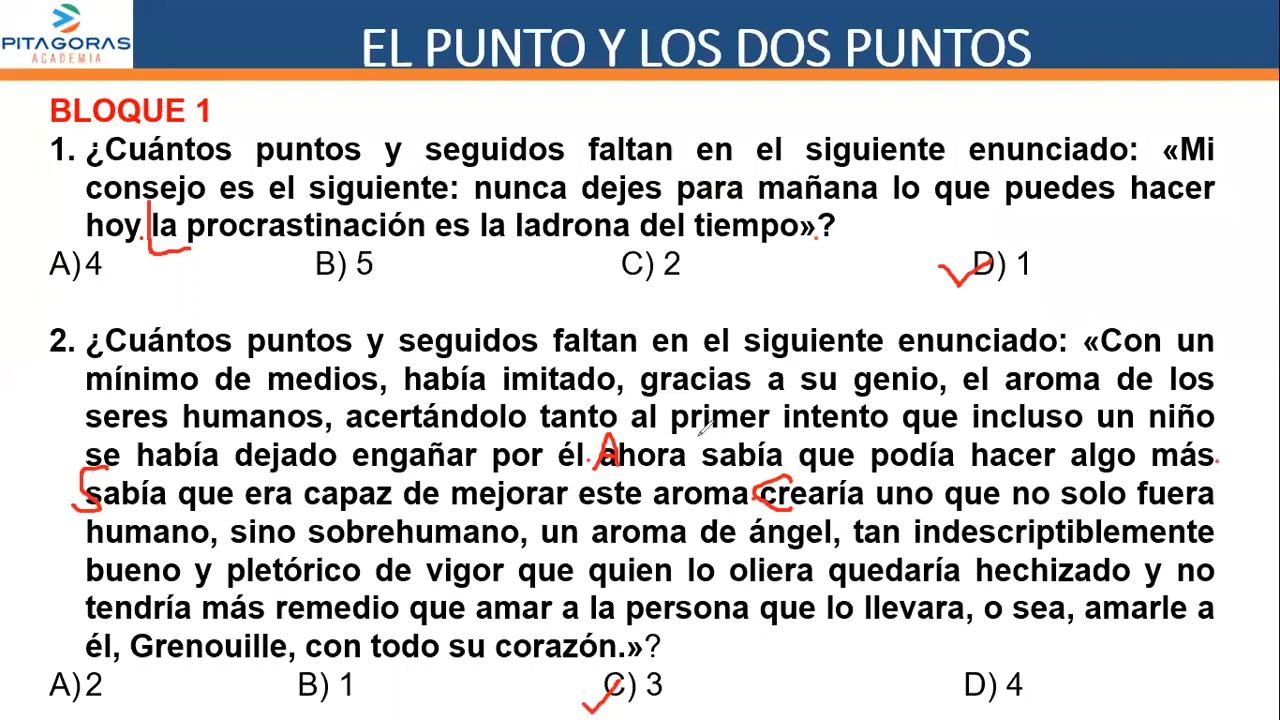 PITAGORAS
ACADEMIA
EL PUNTO Y LOS DOS PUNTOS
BLOQUE 1
1. ¿Cuántos puntos y seguidos faltan en el siguiente enunciado: «Mi
consejo es el siguiente: nunca dejes para mañana lo que puedes hacer
hoy. la procrastinación es la ladrona del tiempo».?
A) 4 B) 5 C) 2 D) 1
2. ¿Cuántos puntos y seguidos faltan en el siguiente enunciado: «Con un
mínimo de medios, había imitado, gracias a su genio, el aroma de los
seres humanos, acertándolo tanto al primer intento que incluso un niño
se había dejado engañar por él. Ahora sabía que podía hacer algo más.
Sabía que era capaz de mejorar este aroma Crearía uno que no solo fuera
humano, sino sobrehumano, un aroma de ángel, tan indescriptiblemente
bueno y pletórico de vigor que quien lo oliera quedaría hechizado y no
tendría más remedio que amar a la persona que lo llevara, o sea, amarle a
él, Grenouille, con todo su corazón.»?
A) 2 B) 1 C) 3 D) 4